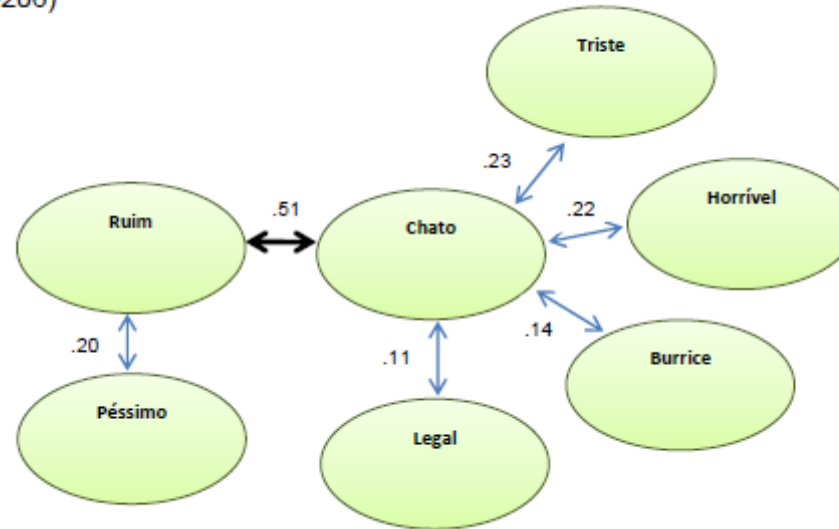 Triste
.23
Horrível
.22
.51
Ruim
Chato
.14
.11
.20
Burrice
Péssimo
Legal